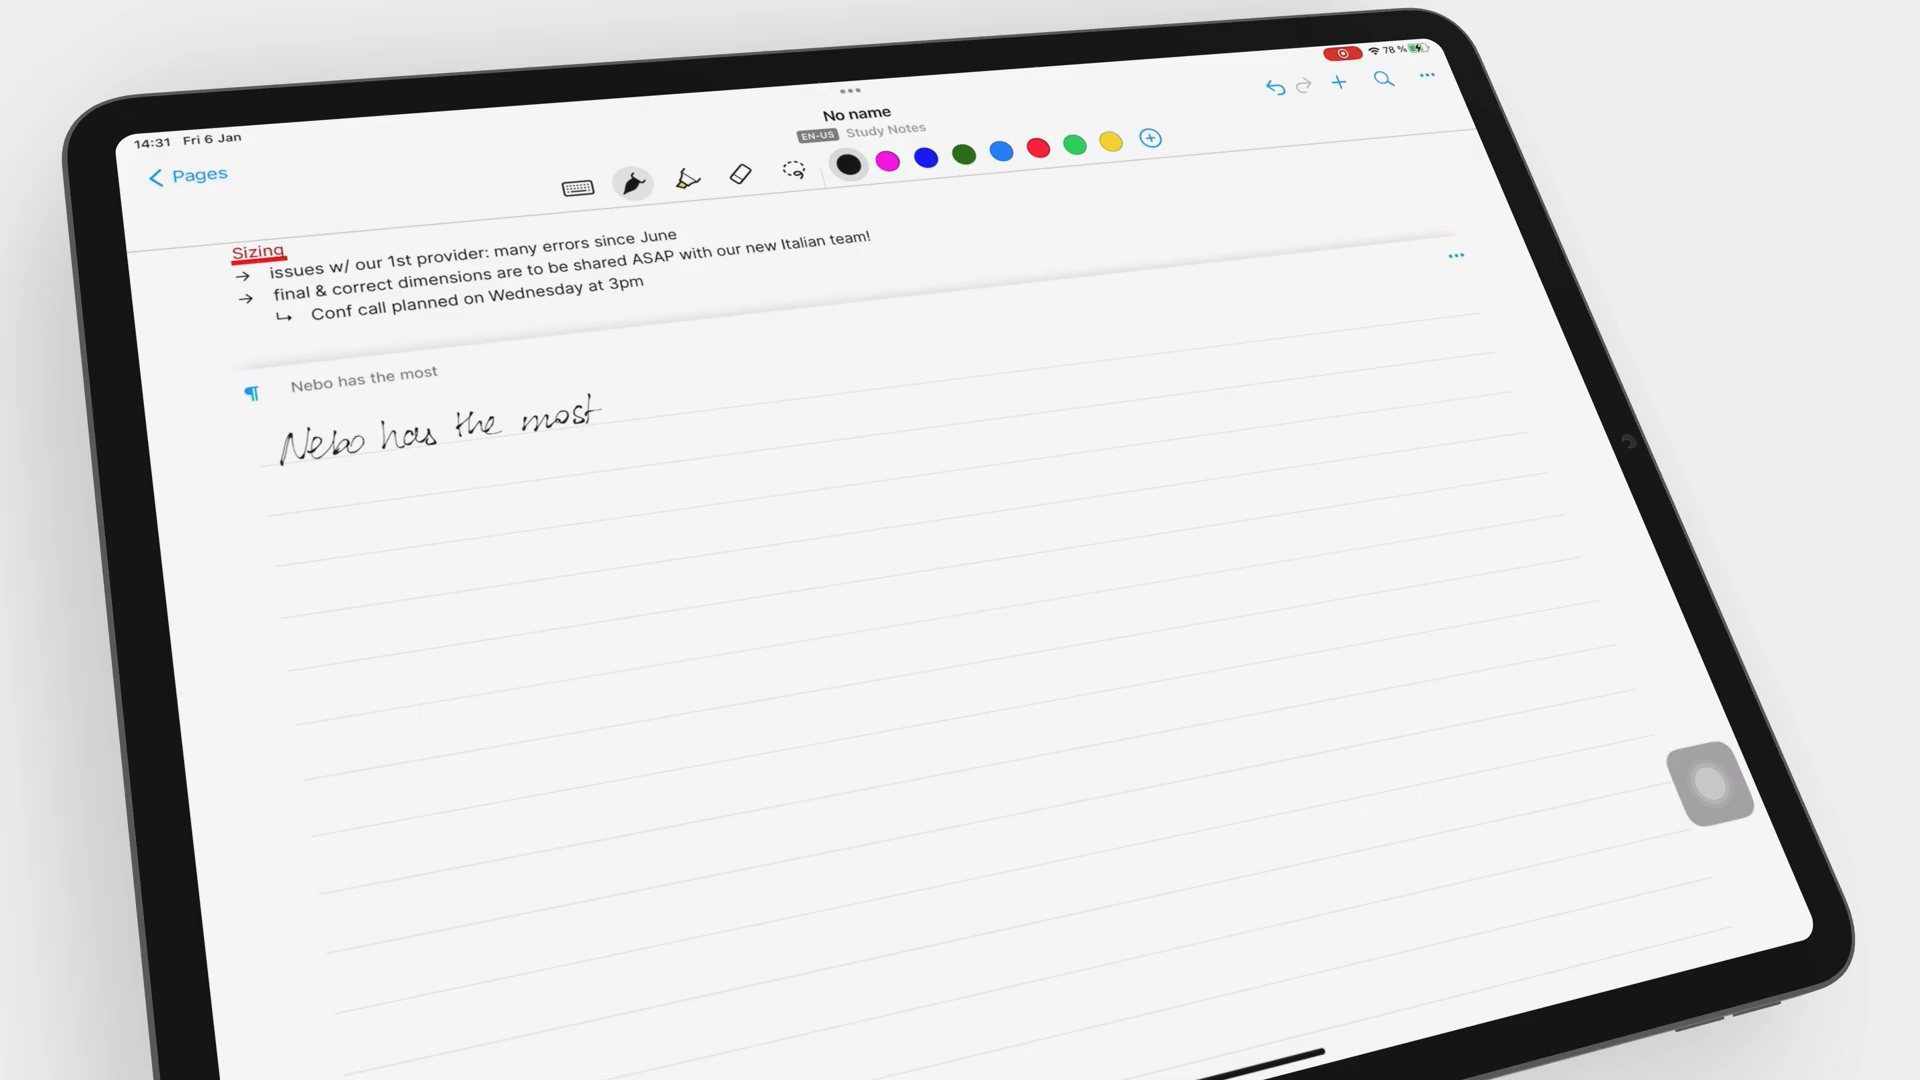 14:31 Fri 6 Jan
78 %
No name
EN-US Study Notes
Pages
Sizing
→ issues w/ our 1st provider: many errors since June
→ final & correct dimensions are to be shared ASAP with our new Italian team!
↳ Conf call planned on Wednesday at 3pm
¶ Nebo has the most
Nebo has the most